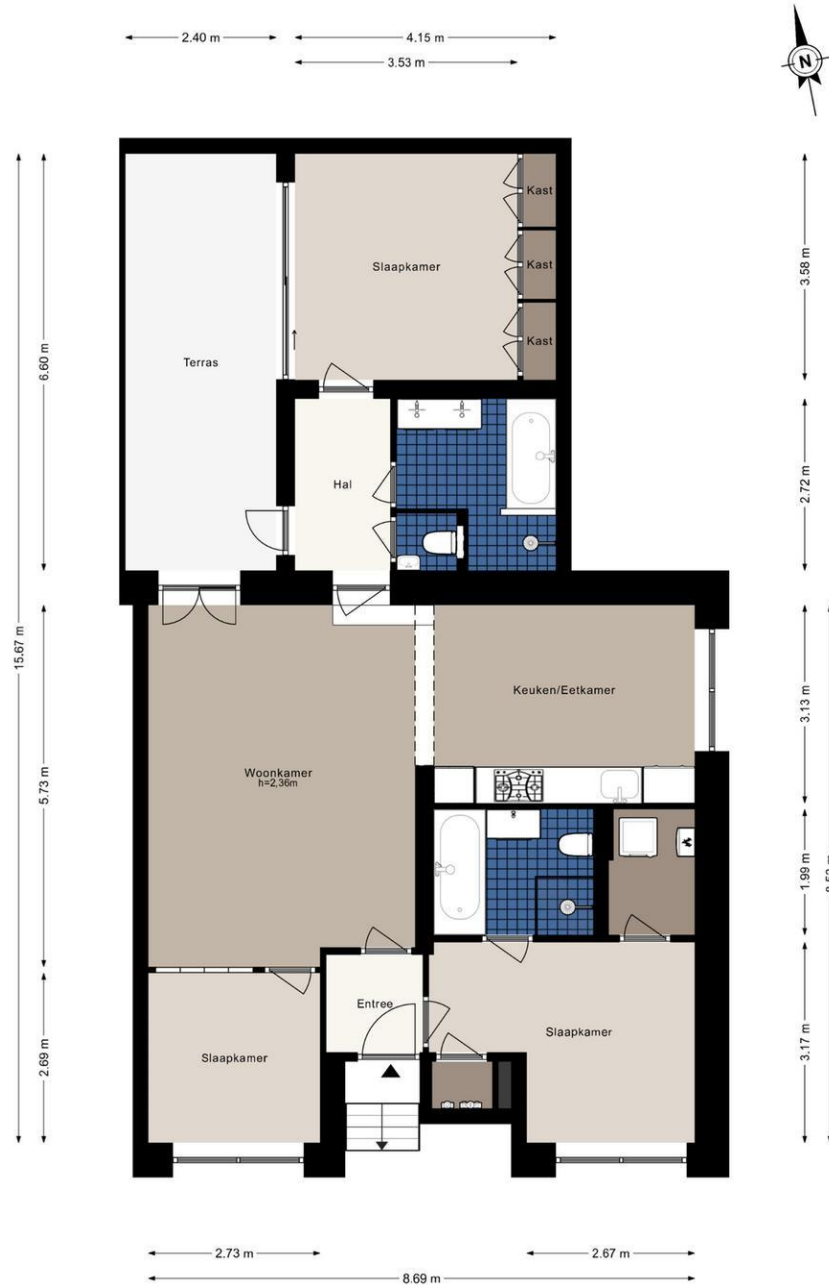 2.40 m
4.15 m
3.53 m
N
Kast
3.58 m
Slaapkamer
Kast
Kast
6.60 m
Terras
Hal
2.72 m
15.67 m
Keuken/Eetkamer
3.13 m
Woonkamer
h=2,36m
5.73 m
1.99 m
Entree
Slaapkamer
Slaapkamer
2.69 m
3.17 m
2.73 m
2.67 m
8.69 m